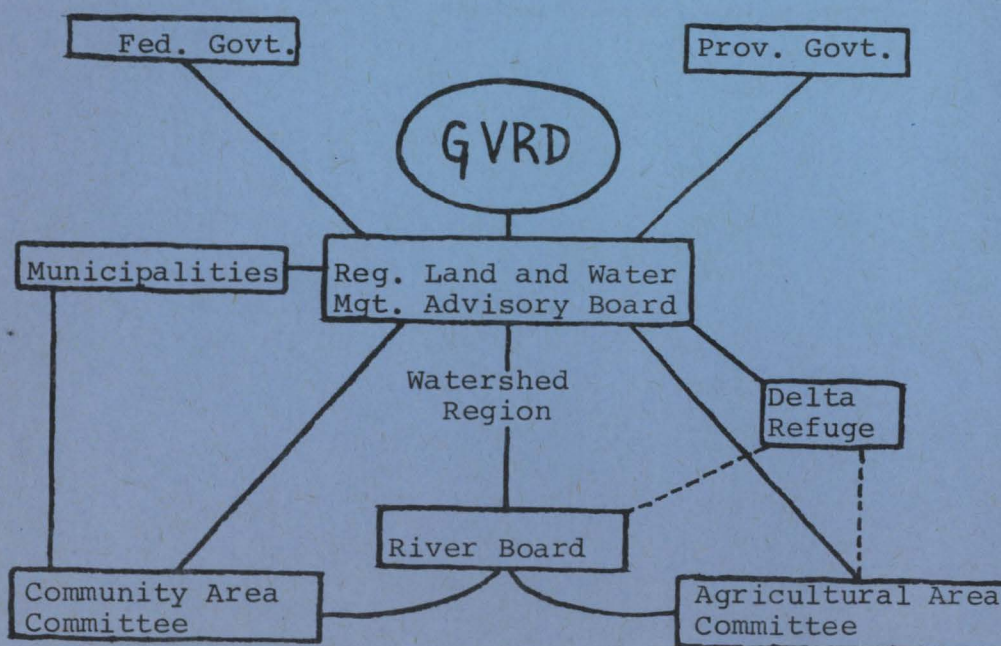 Fed. Govt.
Prov. Govt.
GVRD
Municipalities
Reg. Land and Water
Mgt. Advisory Board
Watershed
Region
Delta
Refuge
River Board
Community Area
Committee
Agricultural Area
Committee